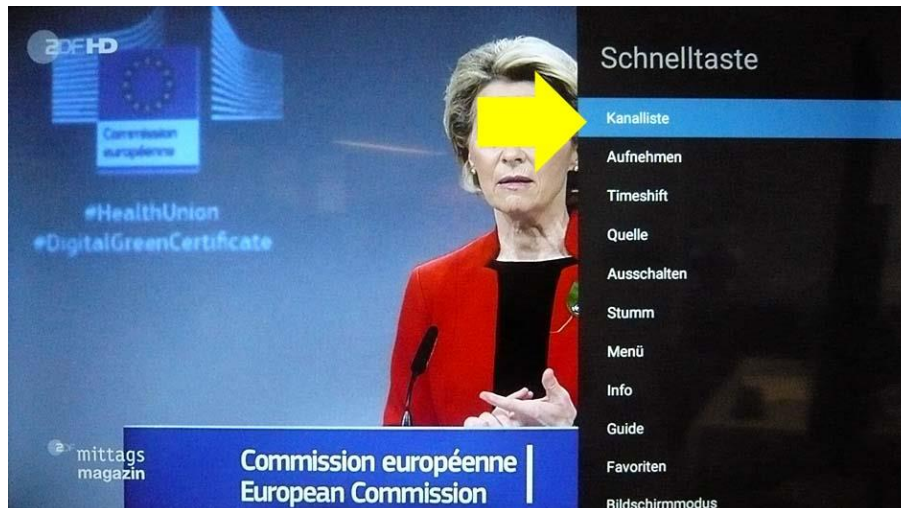 ZDF HD
Commission
européenne
#HealthUnion
#DigitalGreenCertificate
ZDF
mittags
magazin
Commission européenne
European Commission
Schnelltaste
Kanalliste
Aufnehmen
Timeshift
Quelle
Ausschalten
Stumm
Menü
Info
Guide
Favoriten
Bildschirmmodus